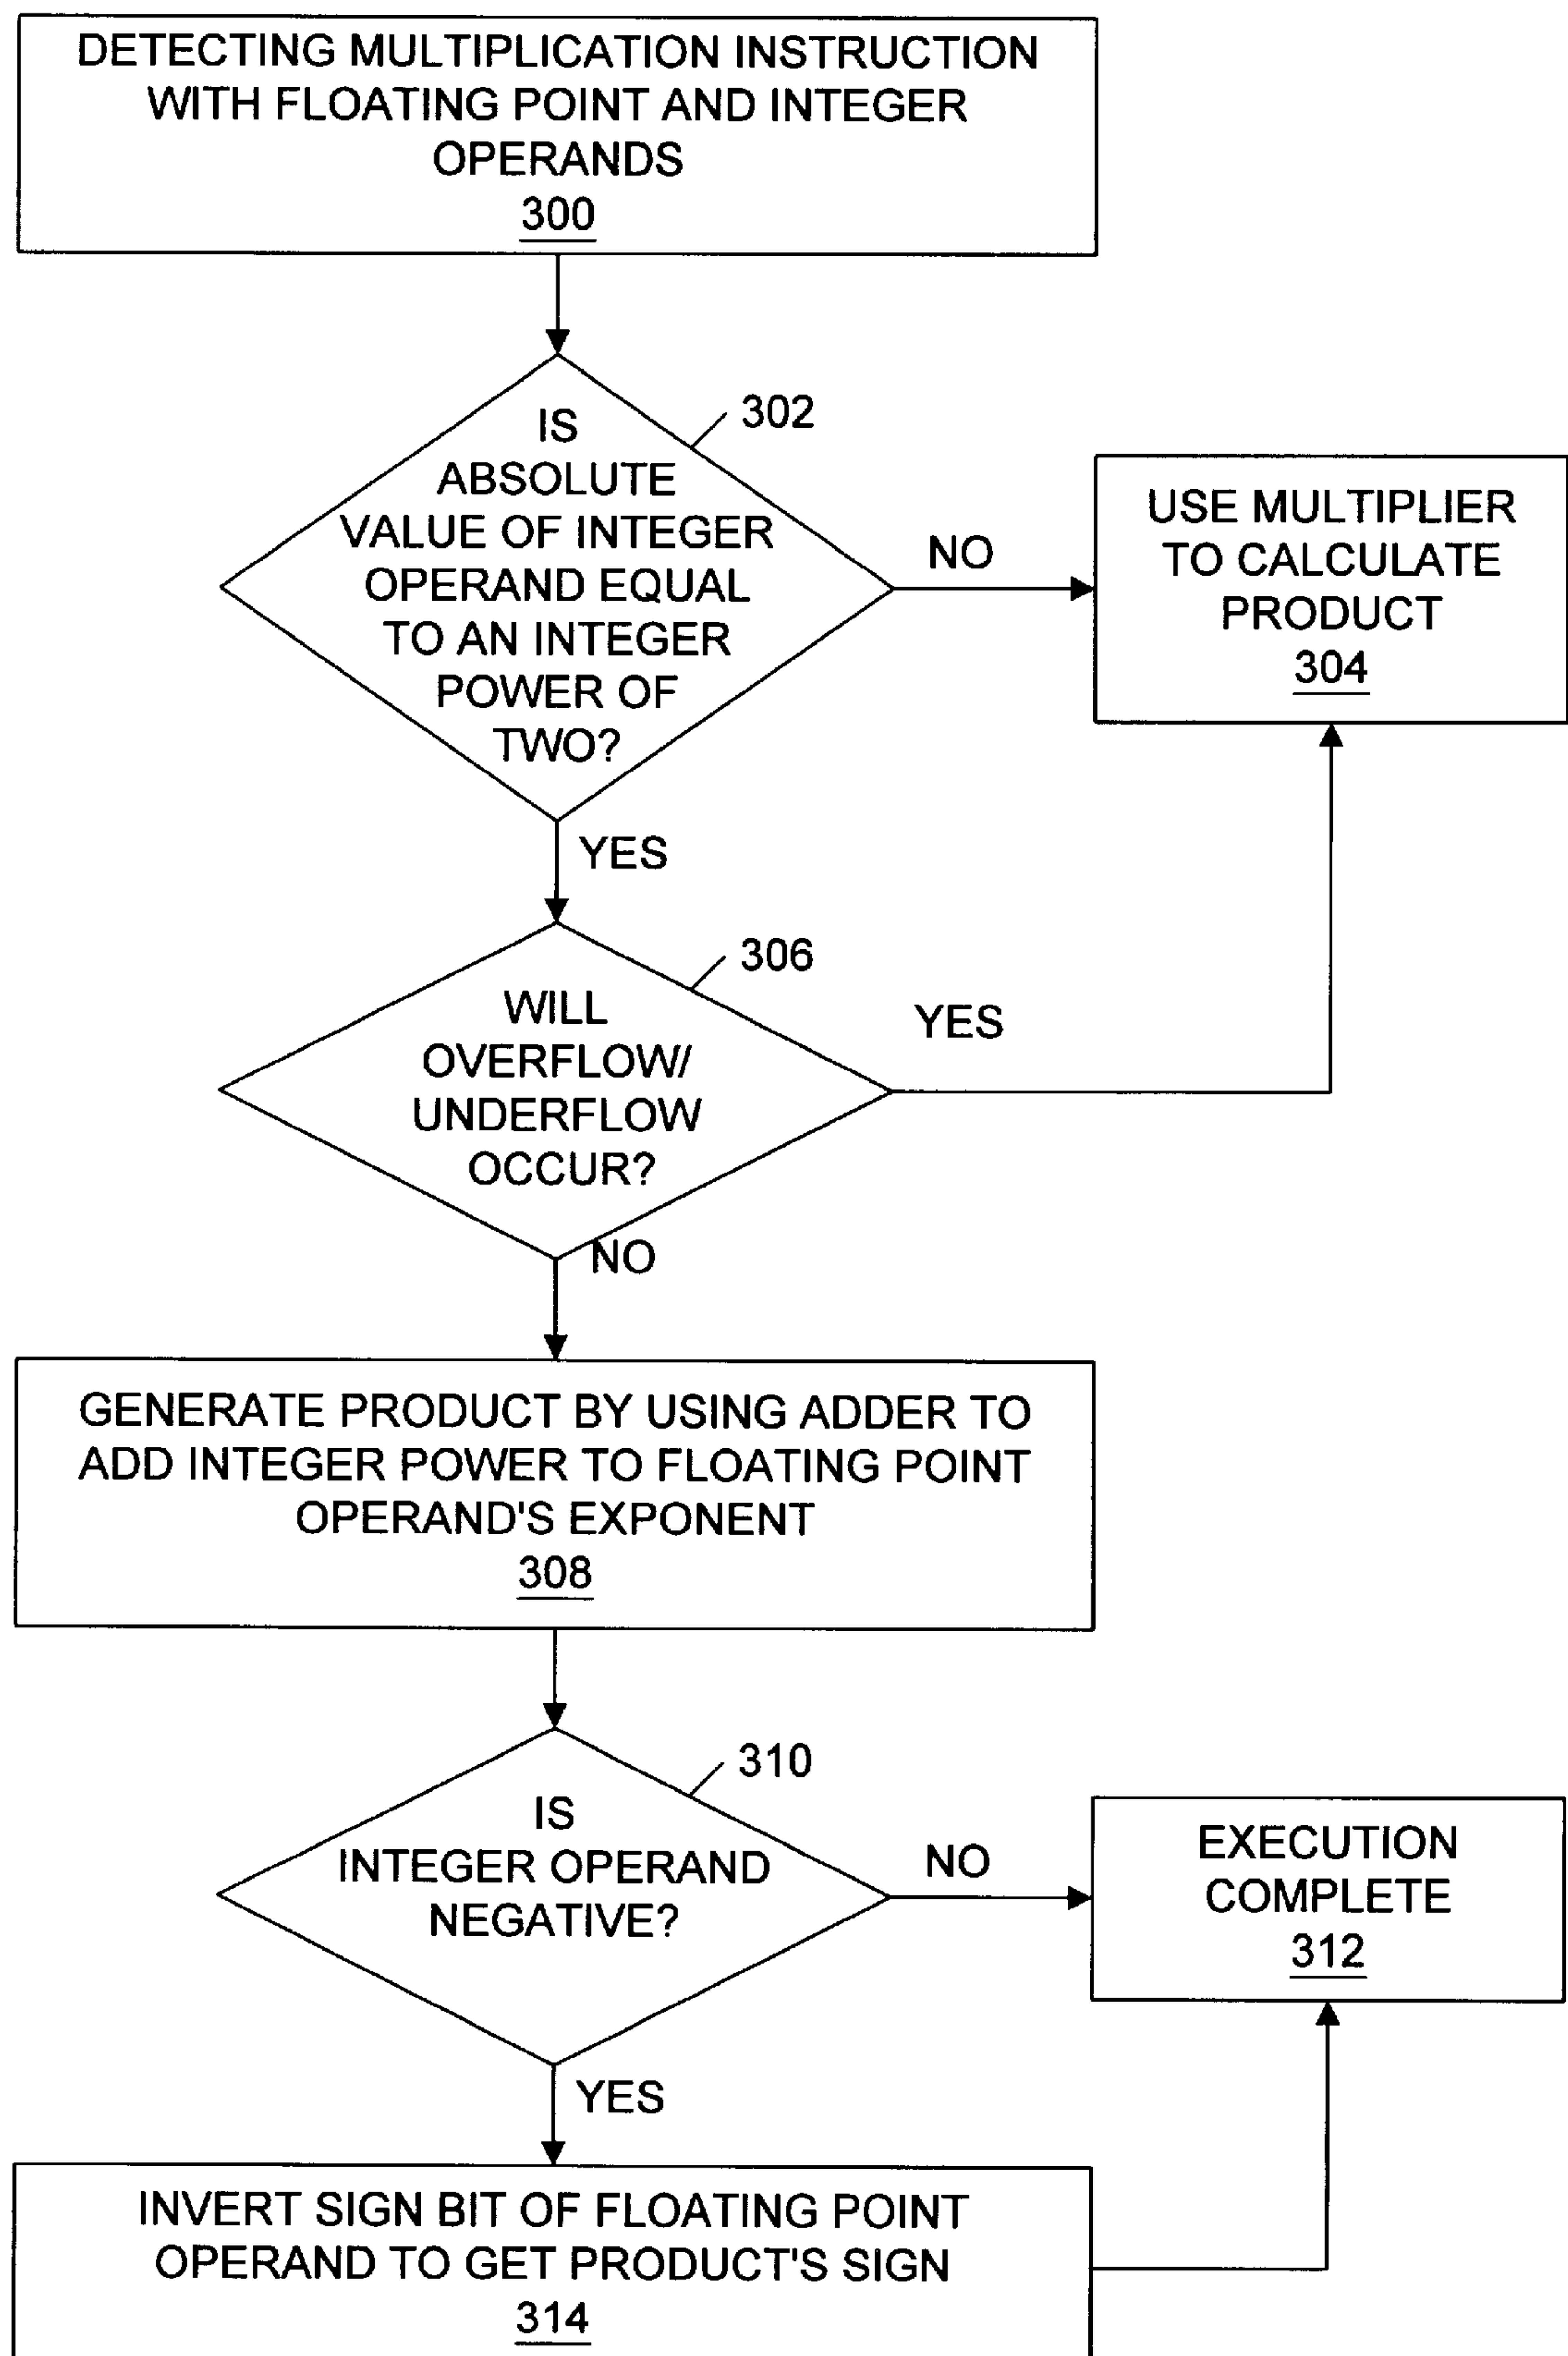 DETECTING MULTIPLICATION INSTRUCTION
WITH FLOATING POINT AND INTEGER
OPERANDS
300
302
IS
ABSOLUTE
VALUE OF INTEGER
OPERAND EQUAL
TO AN INTEGER
POWER OF
TWO?
NO
USE MULTIPLIER
TO CALCULATE
PRODUCT
304
YES
306
WILL
OVERFLOW/
UNDERFLOW
OCCUR?
YES
NO
GENERATE PRODUCT BY USING ADDER TO
ADD INTEGER POWER TO FLOATING POINT
OPERAND'S EXPONENT
308
310
IS
INTEGER OPERAND
NEGATIVE?
NO
EXECUTION
COMPLETE
312
YES
INVERT SIGN BIT OF FLOATING POINT
OPERAND TO GET PRODUCT'S SIGN
314